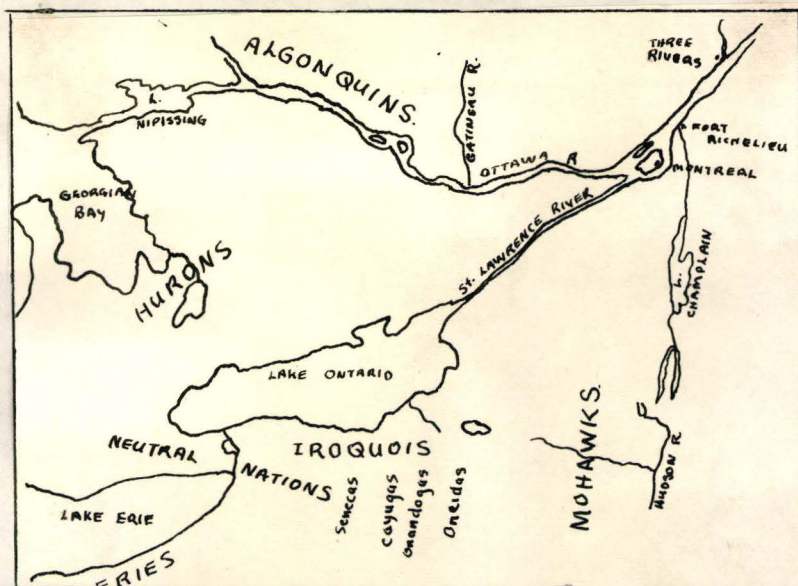 ALGONQUINS.
THREE
RIVERS
L.
NIPISSING
GATINEAU R.
FORT
RICHELIEU
OTTAWA R
MONTREAL
GEORGIAN
BAY
HURONS
St. LAWRENCE RIVER
L.
CHAMPLAIN
LAKE ONTARIO
MOHAWKS.
NEUTRAL
NATIONS
IROQUOIS
Senecas
Cayugas
Onandogas
Oneidas
HUDSON R.
LAKE ERIE
ERIES